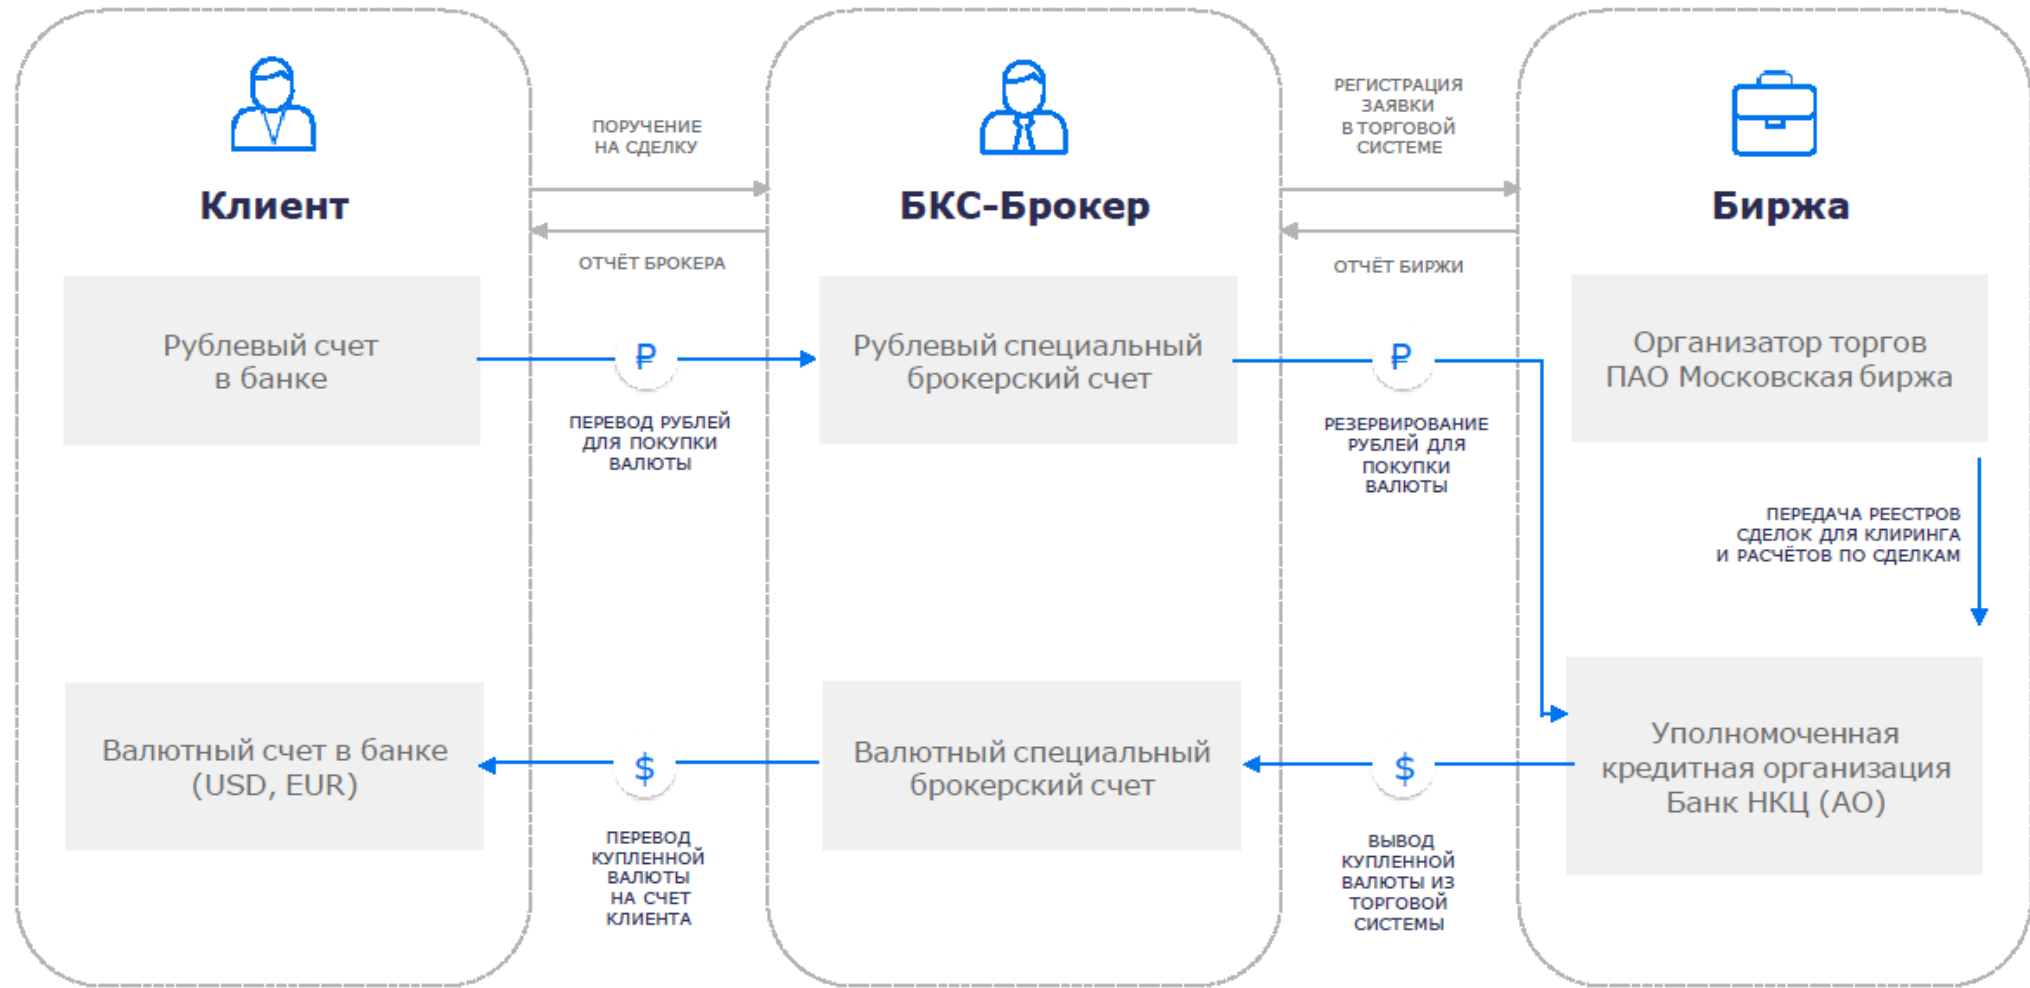 Клиент
ПОРУЧЕНИЕ
НА СДЕЛКУ
ОТЧЁТ БРОКЕРА
БКС-Брокер
РЕГИСТРАЦИЯ
ЗАЯВКИ
В ТОРГОВОЙ
СИСТЕМЕ
ОТЧЁТ БИРЖИ
Биржа
Рублевый счет
в банке
₽
ПЕРЕВОД РУБЛЕЙ
ДЛЯ ПОКУПКИ
ВАЛЮТЫ
Рублевый специальный
брокерский счет
₽
РЕЗЕРВИРОВАНИЕ
РУБЛЕЙ ДЛЯ
ПОКУПКИ
ВАЛЮТЫ
Организатор торгов
ПАО Московская биржа
ПЕРЕДАЧА РЕЕСТРОВ
СДЕЛОК ДЛЯ КЛИРИНГА
И РАСЧЁТОВ ПО СДЕЛКАМ
Валютный счет в банке
(USD, EUR)
$
ПЕРЕВОД
КУПЛЕННОЙ
ВАЛЮТЫ
НА СЧЕТ
КЛИЕНТА
Валютный специальный
брокерский счет
$
ВЫВОД
КУПЛЕННОЙ
ВАЛЮТЫ ИЗ
ТОРГОВОЙ
СИСТЕМЫ
Уполномоченная
кредитная организация
Банк НКЦ (АО)